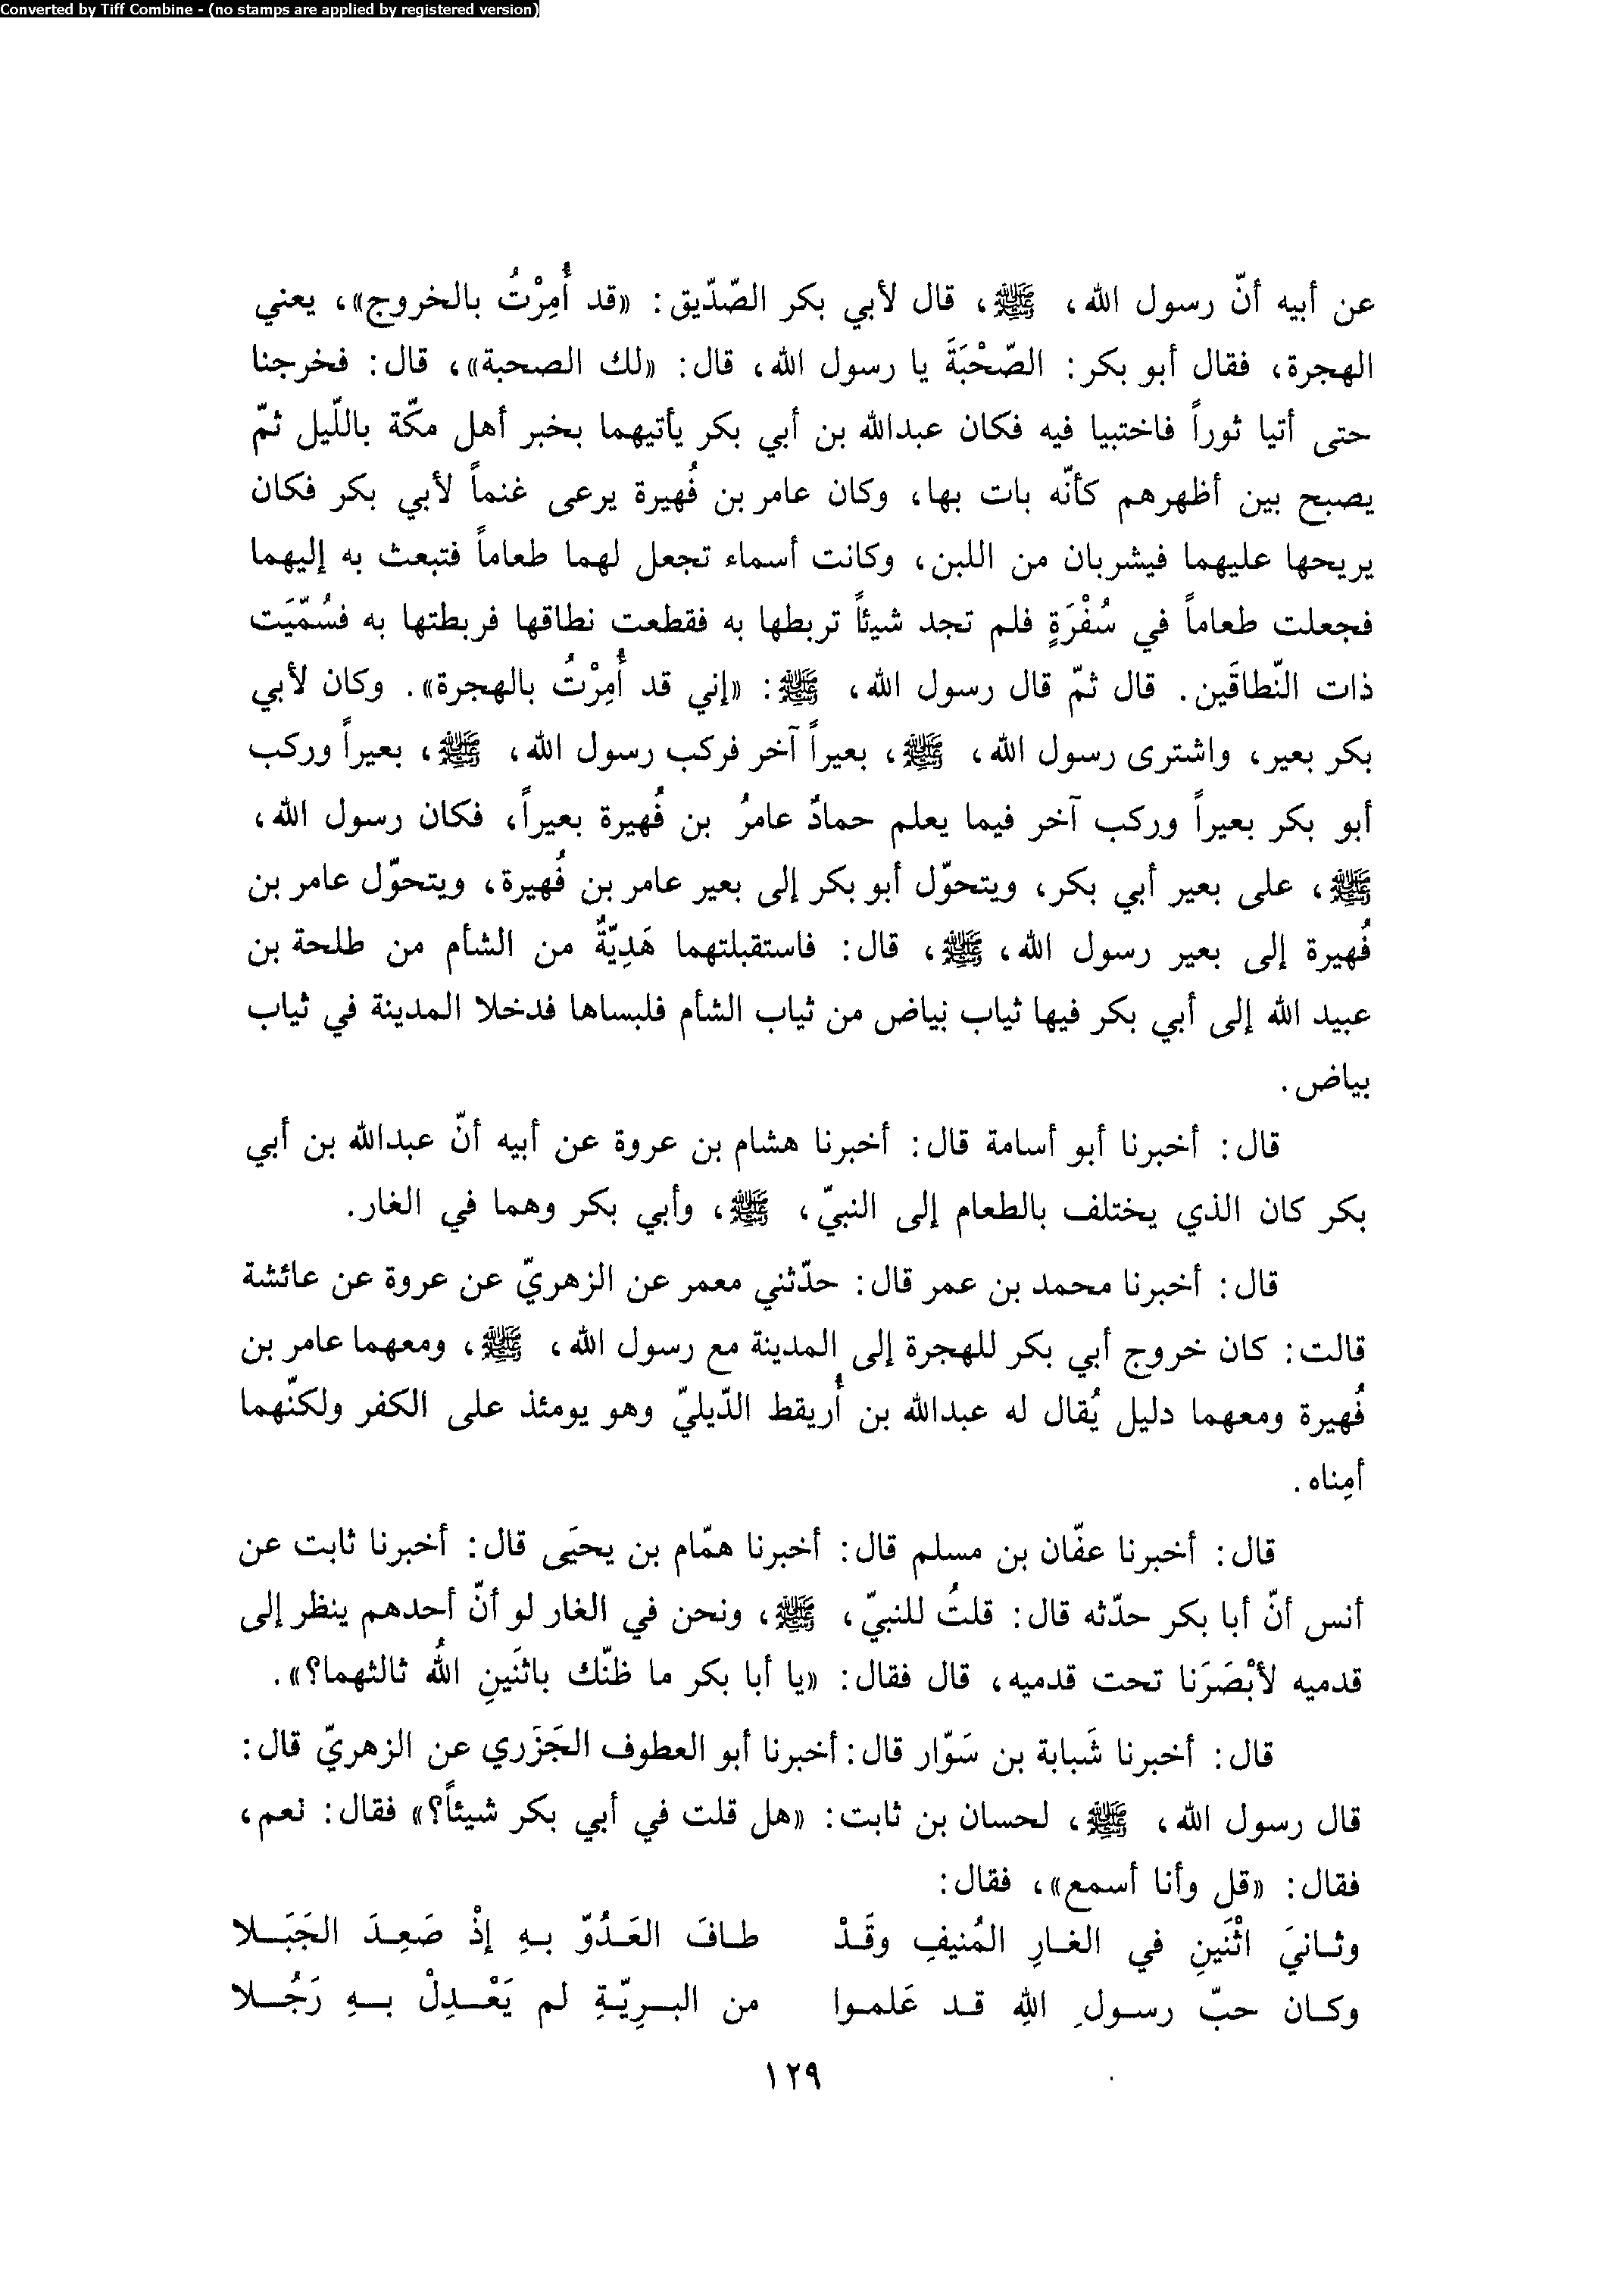 Converted by Tiff Combine - (no stamps are applied by registered version)
عن أبيه أنّ رسول الله، ﷺ، قال لأبي بكر الصّدّيق: «قد أُمِرْتُ بالخروج»، يعني
الهجرة، فقال أبو بكر: الصّحْبَةَ يا رسول الله، قال: «لك الصحبة»، قال: فخرجنا
حتى أتيا ثوراً فاختبيا فيه فكان عبدالله بن أبي بكر يأتيهما بخبر أهل مكّة باللّيل ثمّ
يصبح بين أظهرهم كأنّه بات بها، وكان عامر بن فُهيرة يرعى غنماً لأبي بكر فكان
يريحها عليهما فيشربان من اللبن، وكانت أسماء تجعل لهما طعاماً فتبعث به إليهما
فجعلت طعاماً في سُفْرَةٍ فلم تجد شيئاً تربطها به فقطعت نطاقها فربطتها به فسُمّيَت
ذات النّطاقَين. قال ثمّ قال رسول الله، ﷺ: «إني قد أُمِرْتُ بالهجرة». وكان لأبي
بكر بعير، واشترى رسول الله، ﷺ، بعيراً آخر فركب رسول الله، ﷺ، بعيراً وركب
أبو بكر بعيراً وركب آخر فيما يعلم حمادٌ عامرُ بن فُهيرة بعيراً، فكان رسول الله،
ﷺ، على بعير أبي بكر، ويتحوّل أبو بكر إلى بعير عامر بن فُهيرة، ويتحوّل عامر بن
فُهيرة إلى بعير رسول الله، ﷺ، قال: فاستقبلتهما هَدِيّةٌ من الشأم من طلحة بن
عبيد الله إلى أبي بكر فيها ثياب بياض من ثياب الشأم فلبساها فدخلا المدينة في ثياب
بياض.
قال: أخبرنا أبو أسامة قال: أخبرنا هشام بن عروة عن أبيه أنّ عبدالله بن أبي
بكر كان الذي يختلف بالطعام إلى النبيّ، ﷺ، وأبي بكر وهما في الغار.
قال: أخبرنا محمد بن عمر قال: حدّثني معمر عن الزهريّ عن عروة عن عائشة
قالت: كان خروج أبي بكر للهجرة إلى المدينة مع رسول الله، ﷺ، ومعهما عامر بن
فُهيرة ومعهما دليل يُقال له عبدالله بن أُريقط الدّيليّ وهو يومئذ على الكفر ولكنّهما
أمِناه.
قال: أخبرنا عفّان بن مسلم قال: أخبرنا همّام بن يحيَى قال: أخبرنا ثابت عن
أنس أنّ أبا بكر حدّثه قال: قلتُ للنبيّ، ﷺ، ونحن في الغار لو أنّ أحدهم ينظر إلى
قدميه لأبْصَرَنا تحت قدميه، قال فقال: «يا أبا بكر ما ظنّك باثنَينِ اللهُ ثالثهما؟».
قال: أخبرنا شَبابة بن سَوّار قال: أخبرنا أبو العطوف الجَزَري عن الزهريّ قال:
قال رسول الله، ﷺ، لحسان بن ثابت: «هل قلت في أبي بكر شيئاً؟» فقال: نعم،
فقال: «قل وأنا أسمع»، فقال:
وثـانيَ اثْنَينِ في الغـارِ المُنيفِ وقَـدْ طـافَ العَـدُوّ بـهِ إذْ صَعِـدَ الجَبَـلا
وكـان حبّ رسـولِ اللهِ قـد عَلمـوا من البـرِيّـةِ لم يَعْـدِلْ بـهِ رَجُـلا
١٢٩